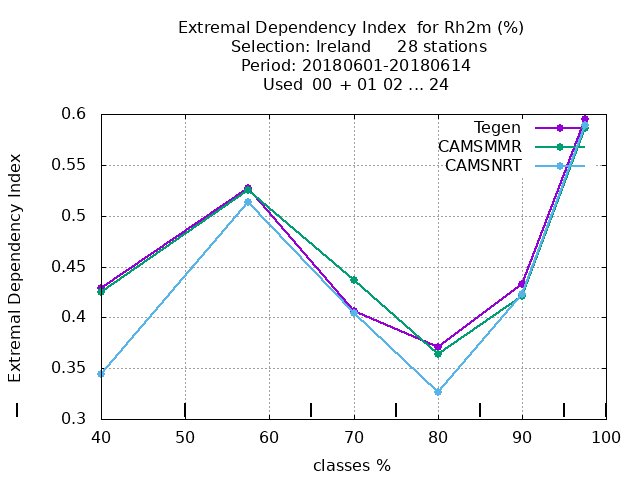 Extremal Dependency Index  for Rh2m (%)
Selection: Ireland     28 stations
Period: 20180601-20180614
Used  00 + 01 02 ... 24
Extremal Dependency Index
0.6
0.55
0.5
0.45
0.4
0.35
0.3
Tegen
CAMSMMR
CAMSNRT
40 50 60 70 80 90 100
classes %